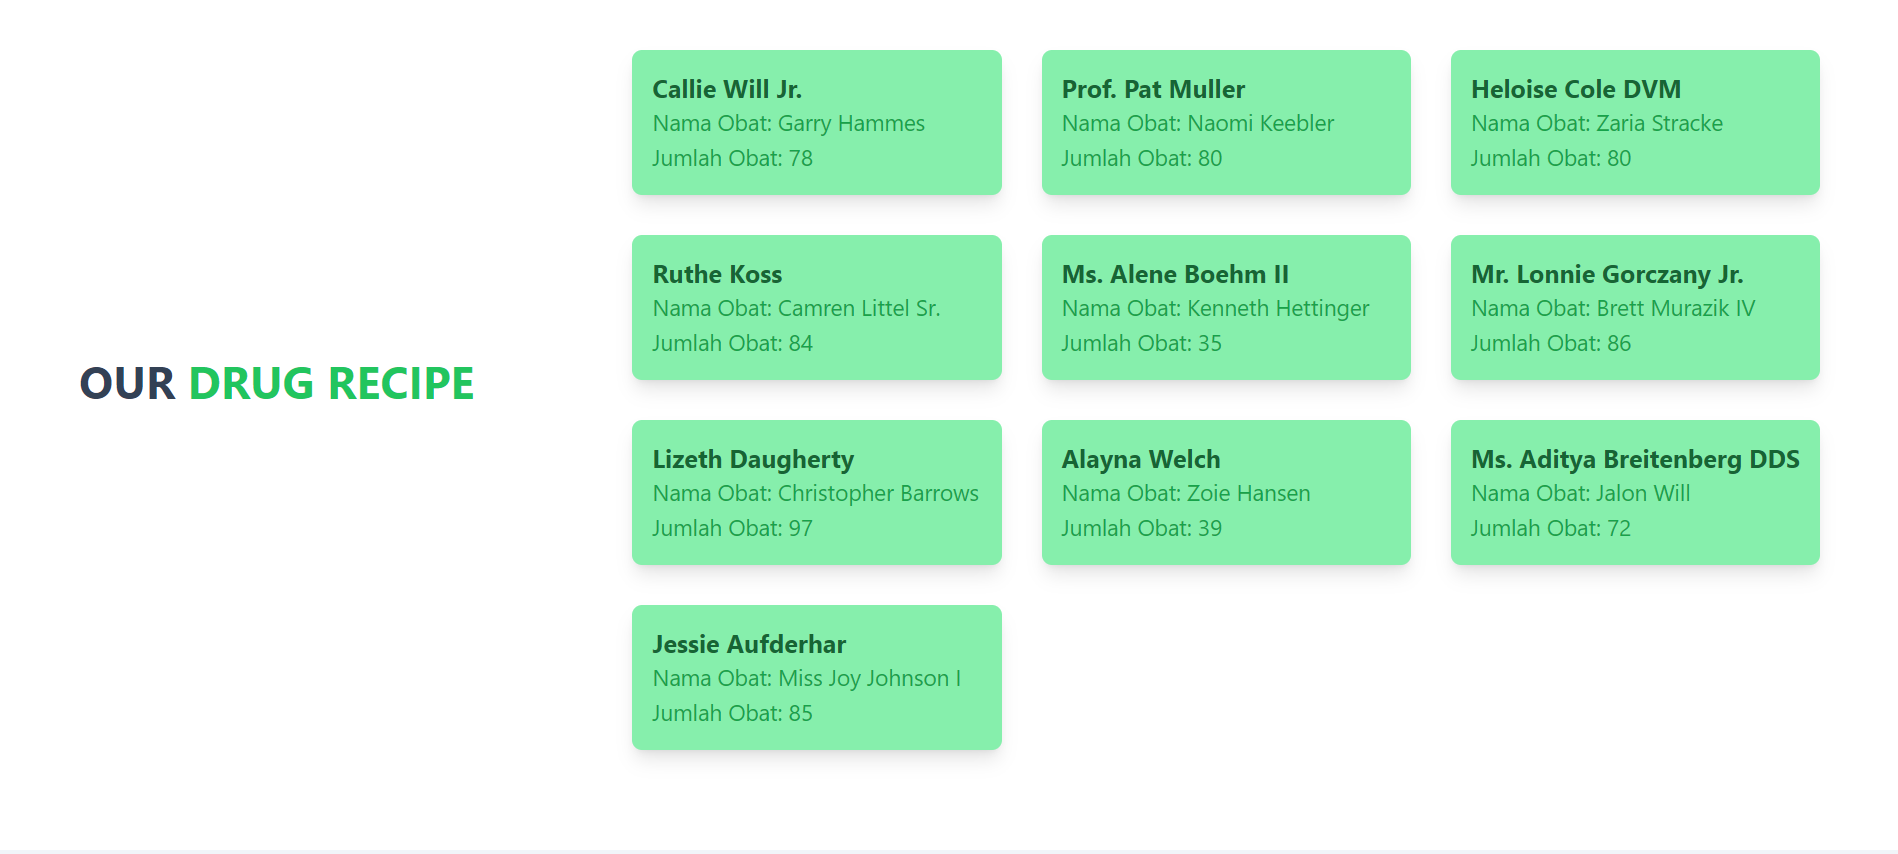 OUR DRUG RECIPE
Callie Will Jr.
Nama Obat: Garry Hammes
Jumlah Obat: 78
Prof. Pat Muller
Nama Obat: Naomi Keebler
Jumlah Obat: 80
Heloise Cole DVM
Nama Obat: Zaria Stracke
Jumlah Obat: 80
Ruthe Koss
Nama Obat: Camren Littel Sr.
Jumlah Obat: 84
Ms. Alene Boehm II
Nama Obat: Kenneth Hettinger
Jumlah Obat: 35
Mr. Lonnie Gorczany Jr.
Nama Obat: Brett Murazik IV
Jumlah Obat: 86
Lizeth Daugherty
Nama Obat: Christopher Barrows
Jumlah Obat: 97
Alayna Welch
Nama Obat: Zoie Hansen
Jumlah Obat: 39
Ms. Aditya Breitenberg DDS
Nama Obat: Jalon Will
Jumlah Obat: 72
Jessie Aufderhar
Nama Obat: Miss Joy Johnson I
Jumlah Obat: 85